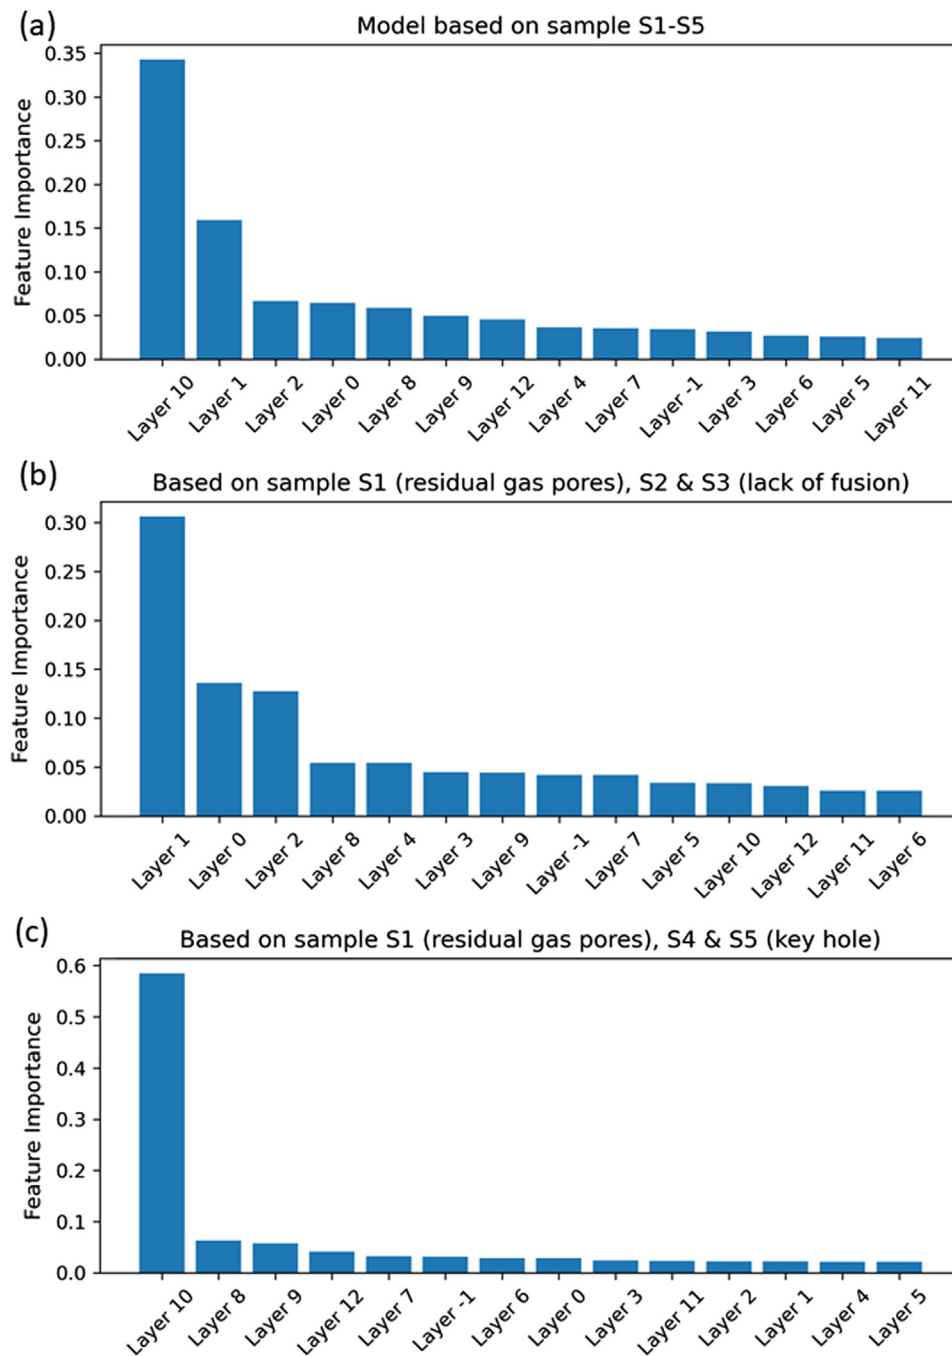 (a)
Model based on sample S1-S5
Feature Importance
0.35
0.30
0.25
0.20
0.15
0.10
0.05
0.00
Layer 10
Layer 1
Layer 2
Layer 0
Layer 8
Layer 9
Layer 12
Layer 4
Layer 7
Layer -1
Layer 3
Layer 6
Layer 5
Layer 11
(b)
Based on sample S1 (residual gas pores), S2 & S3 (lack of fusion)
Feature Importance
0.30
0.25
0.20
0.15
0.10
0.05
0.00
Layer 1
Layer 0
Layer 2
Layer 8
Layer 4
Layer 3
Layer 9
Layer -1
Layer 7
Layer 5
Layer 10
Layer 12
Layer 11
Layer 6
(c)
Based on sample S1 (residual gas pores), S4 & S5 (key hole)
Feature Importance
0.6
0.5
0.4
0.3
0.2
0.1
0.0
Layer 10
Layer 8
Layer 9
Layer 12
Layer 7
Layer -1
Layer 6
Layer 0
Layer 3
Layer 11
Layer 2
Layer 1
Layer 4
Layer 5